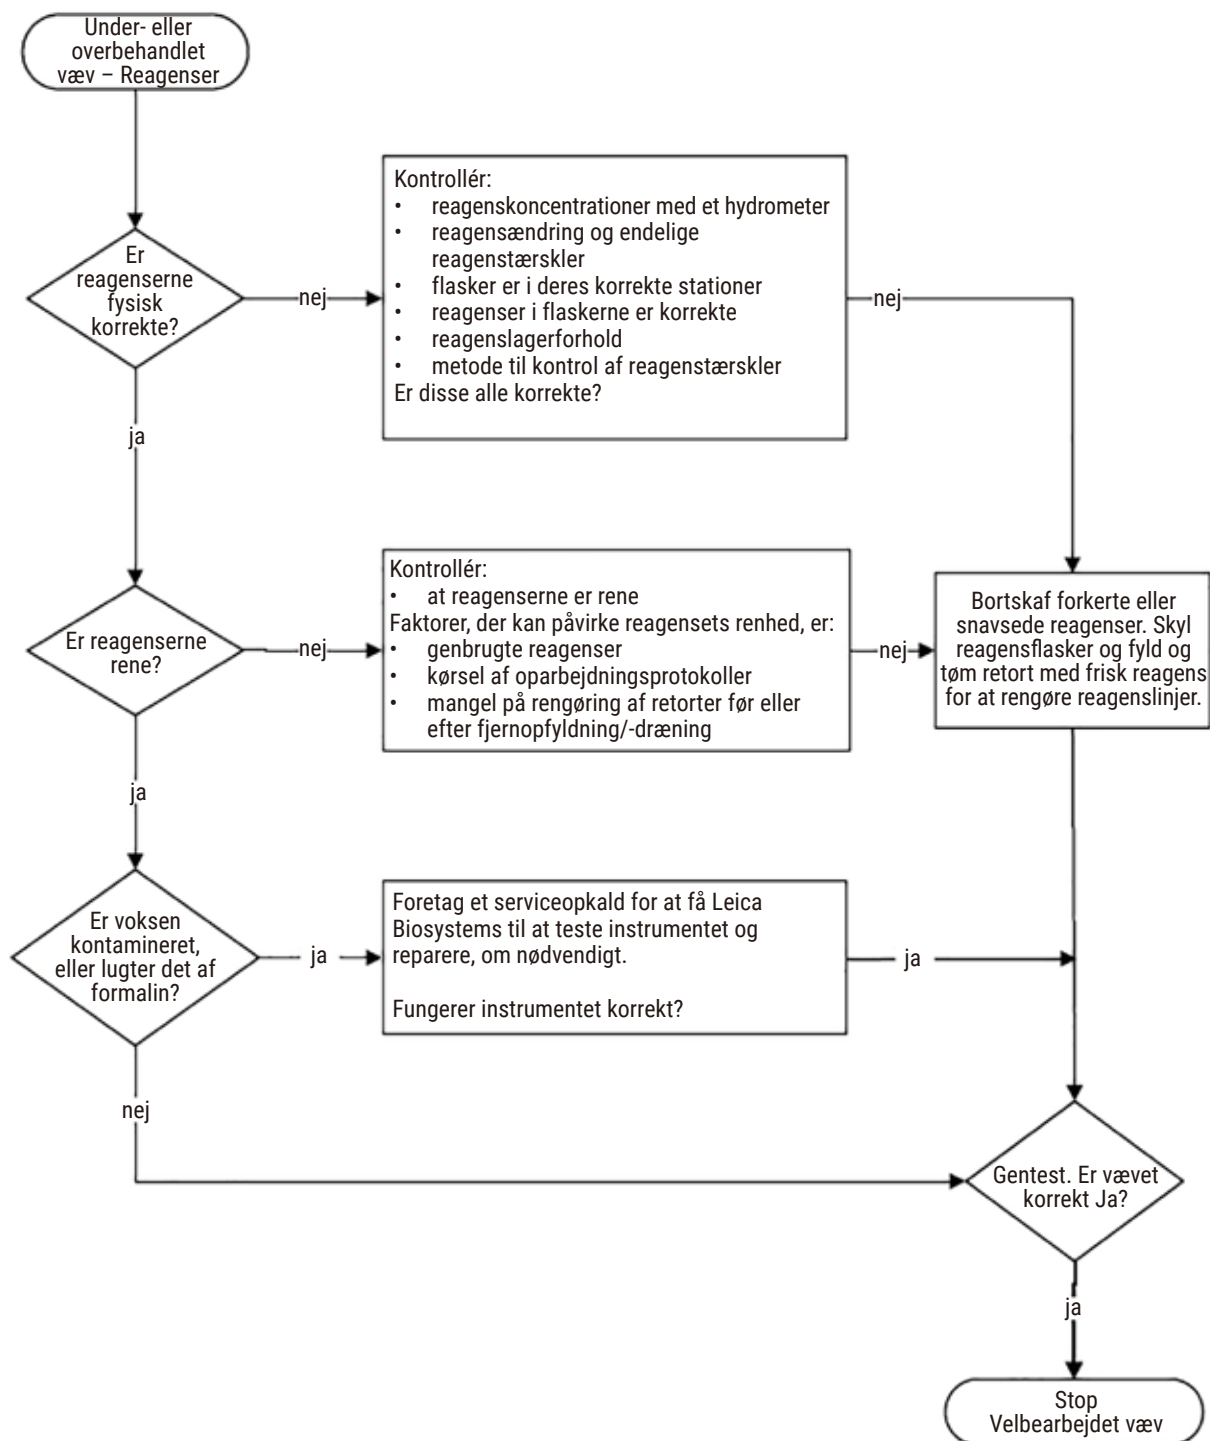 Under- eller
overbehandlet
væv – Reagenser
Er
reagenserne
fysisk
korrekte?
nej
Kontrollér:
• reagenskoncentrationer med et hydrometer
• reagensændring og endelige
reagenstærskler
• flasker er i deres korrekte stationer
• reagenser i flaskerne er korrekte
• reagenslagerforhold
• metode til kontrol af reagenstærskler
Er disse alle korrekte?
nej
ja
Er reagenserne
rene?
nej
Kontrollér:
• at reagenserne er rene
Faktorer, der kan påvirke reagensets renhed, er:
• genbrugte reagenser
• kørsel af oparbejdningsprotokoller
• mangel på rengøring af retorter før eller
efter fjernopfyldning/-dræning
nej
Bortskaf forkerte eller
snavsede reagenser. Skyl
reagensflasker og fyld og
tøm retort med frisk reagens
for at rengøre reagenslinjer.
ja
Er voksen
kontamineret,
eller lugter det af
formalin?
ja
Foretag et serviceopkald for at få Leica
Biosystems til at teste instrumentet og
reparere, om nødvendigt.
Fungerer instrumentet korrekt?
ja
nej
Gentest. Er vævet
korrekt Ja?
ja
Stop
Velbearbejdet væv